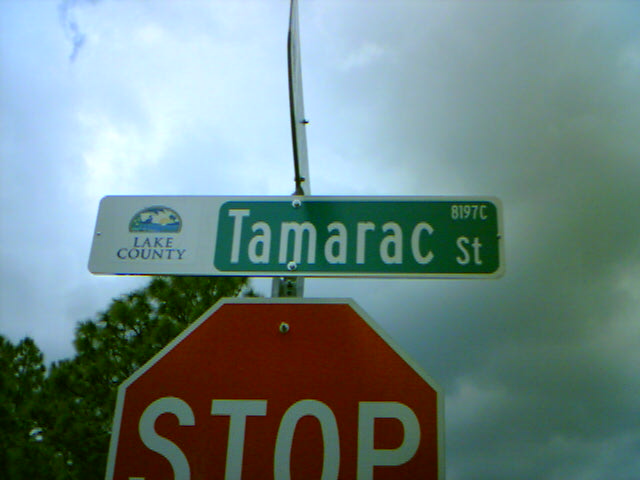 LAKE
COUNTY
8197C
Tamarac St
STOP